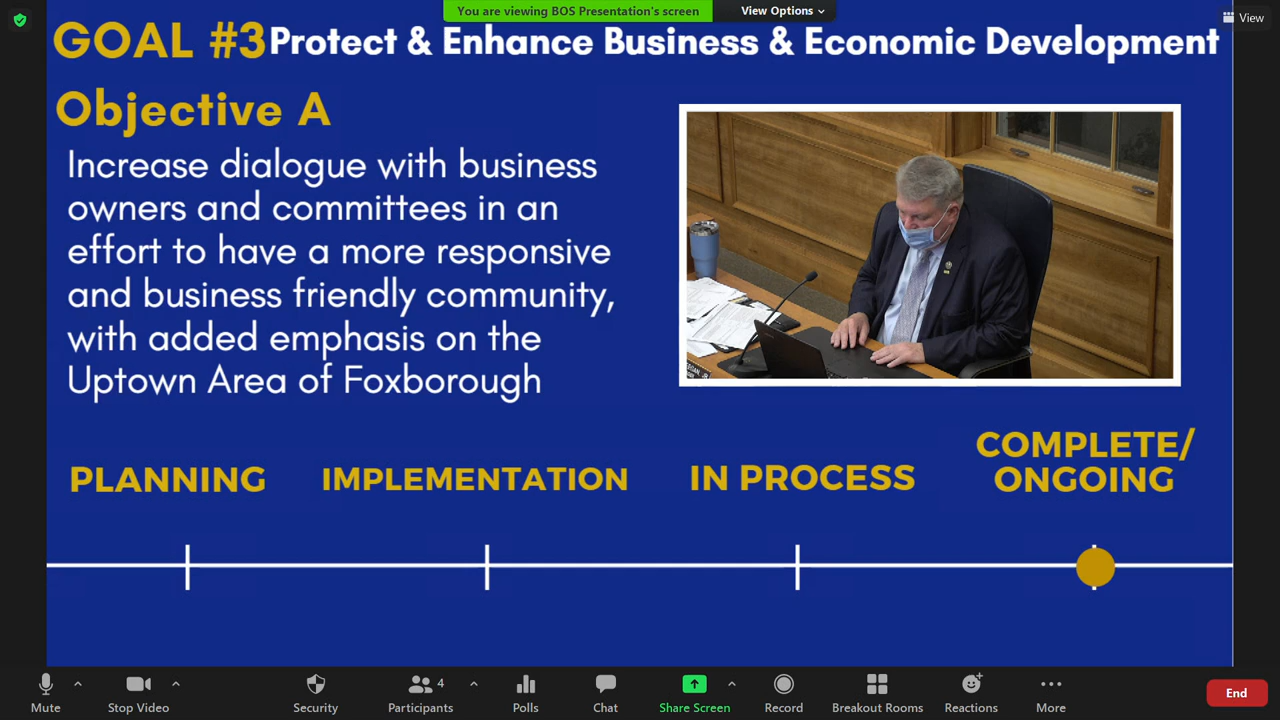 You are viewing BOS Presentation's screen
View Options
View
GOAL #3 Protect & Enhance Business & Economic Development
Objective A
Increase dialogue with business
owners and committees in an
effort to have a more responsive
and business friendly community,
with added emphasis on the
Uptown Area of Foxborough
PLANNING
IMPLEMENTATION
IN PROCESS
COMPLETE/
ONGOING
Mute
Stop Video
Security
Participants
4
Polls
Chat
Share Screen
Record
Breakout Rooms
Reactions
More
End